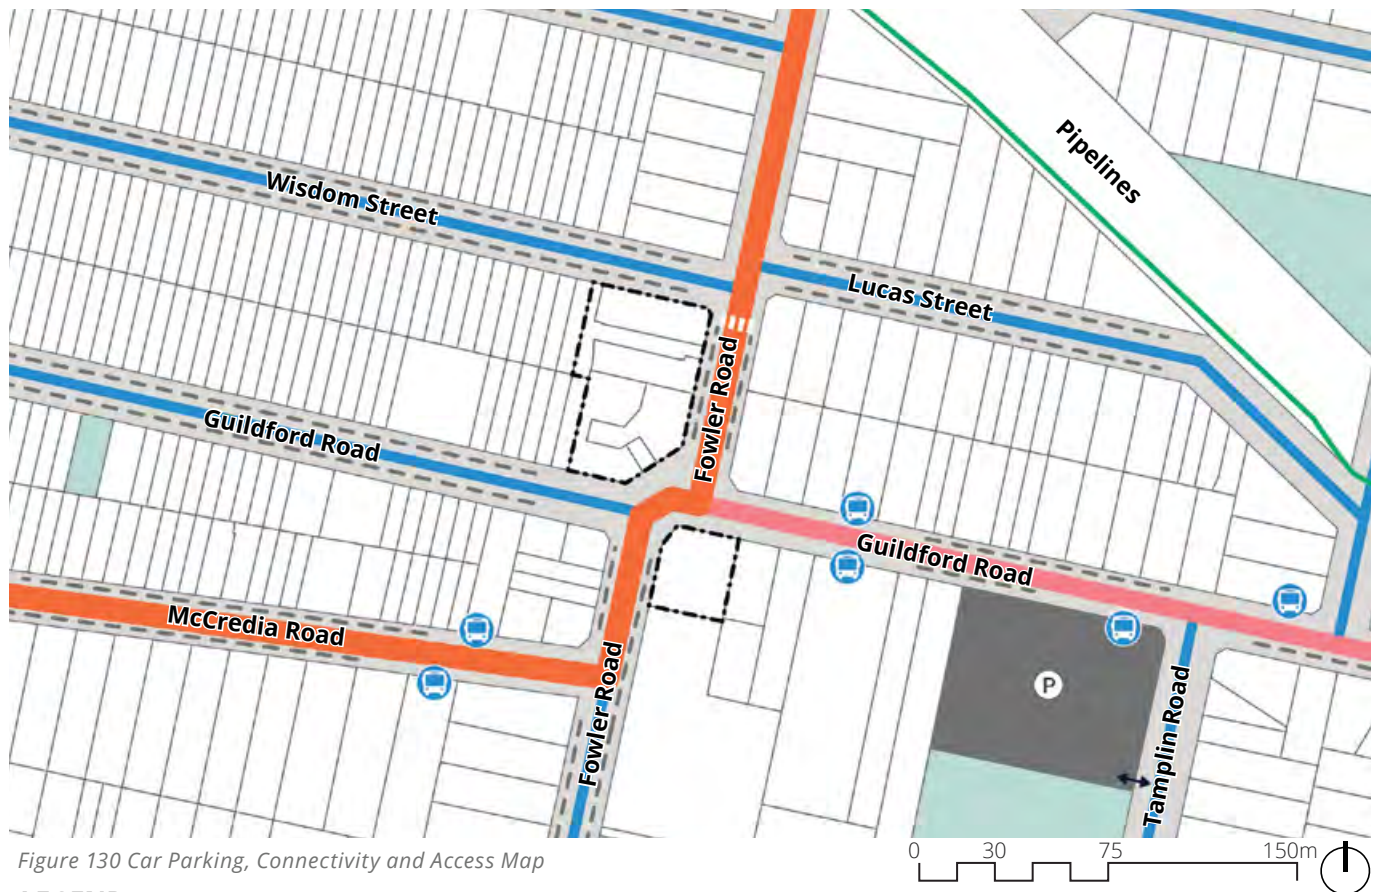 Pipelines
Wisdom Street
Lucas Street
Fowler Road
Guildford Road
Guildford Road
McCredia Road
P
Fowler Road
Tamplin Road
Figure 130 Car Parking, Connectivity and Access Map
0 30 75 150m